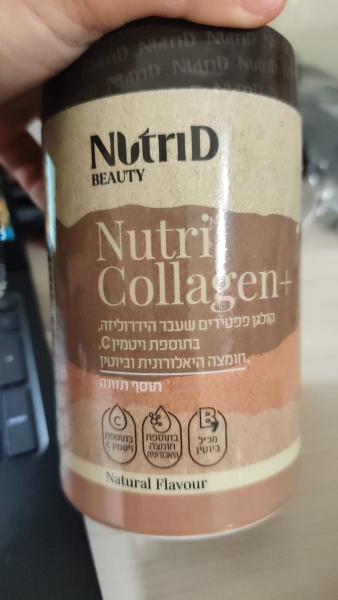 NutriD
BEAUTY
Nutri
Collagen+
קולגן פפטידים שעבר הידרוליזה,
בתוספת ויטמין C,
חומצה היאלורונית וביוטין
תוסף תזונה
C
בתוספת
ויטמין C
בתוספת
חומצה
היאלורונית
B
מכיל
ביוטין
Natural Flavour